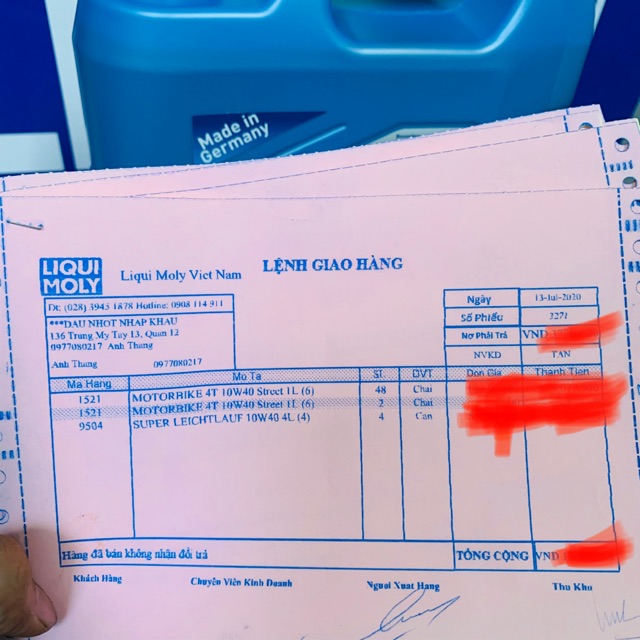 Made in
Germany
3271
LIQUI
MOLY
Liqui Moly Viet Nam
LỆNH GIAO HÀNG
Đt: (028) 3945 1878 Hotline: 0908 114 911
***DAU NHOT NHAP KHAU
136 Trung My Tay 13, Quan 12
0977080217 Anh Thang
Anh Thang 0977080217
Ngày 13-Jul-2020
Số Phiếu 3271
Nợ Phải Trả VND
NVKD TAN
Ma Hang Mo Ta ST ĐVT Đon Gia Thanh Tien
1521 MOTORBIKE 4T 10W40 Street 1L (6) 48 Chai
1521 MOTORBIKE 4T 10W40 Street 1L (6) 2 Chai
9504 SUPER LEICHTLAUF 10W40 4L (4) 4 Can
Hàng đã bán không nhận đổi trả TỔNG CỘNG VND
Khách Hàng Chuyên Viên Kinh Doanh Nguoi Xuat Hang Thu Kho